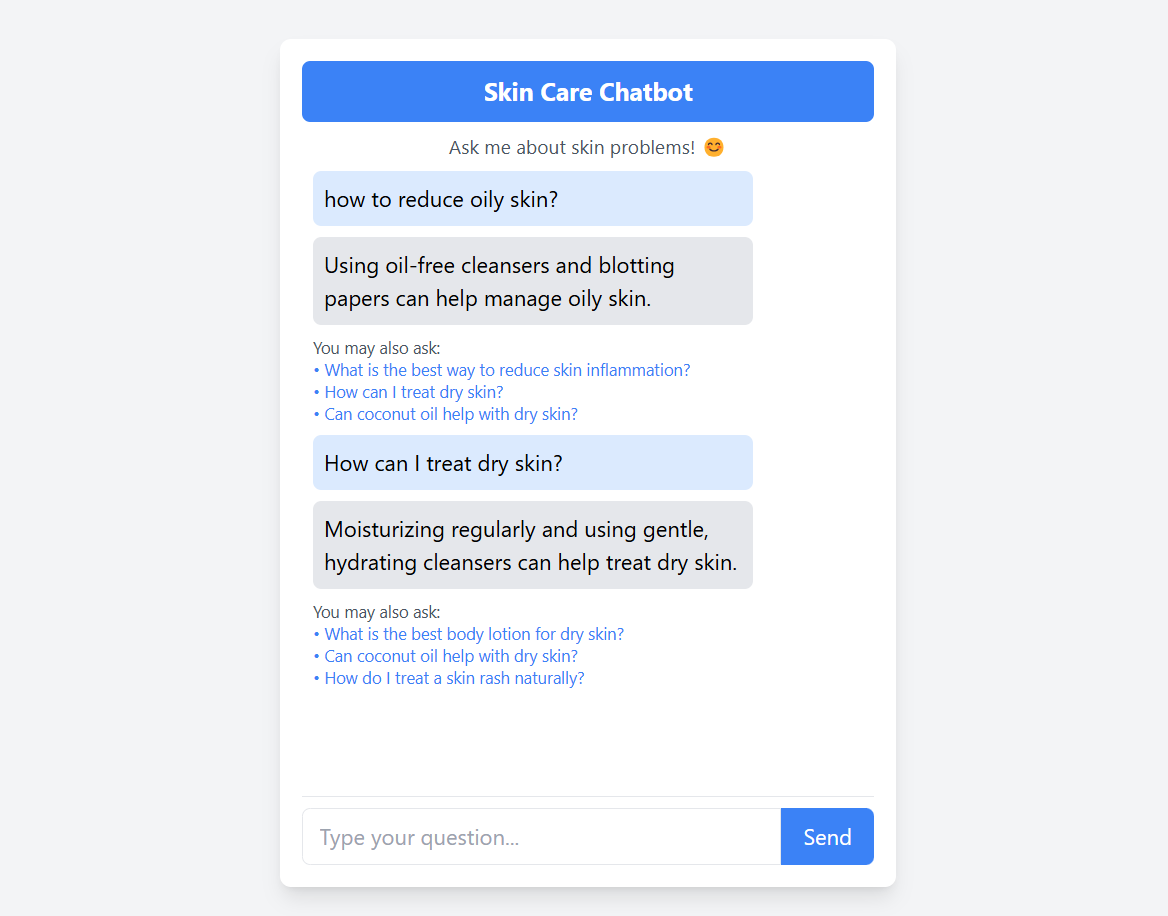 Skin Care Chatbot
Ask me about skin problems! 😊
how to reduce oily skin?
Using oil-free cleansers and blotting
papers can help manage oily skin.
You may also ask:
• What is the best way to reduce skin inflammation?
• How can I treat dry skin?
• Can coconut oil help with dry skin?
How can I treat dry skin?
Moisturizing regularly and using gentle,
hydrating cleansers can help treat dry skin.
You may also ask:
• What is the best body lotion for dry skin?
• Can coconut oil help with dry skin?
• How do I treat a skin rash naturally?
Type your question...
Send